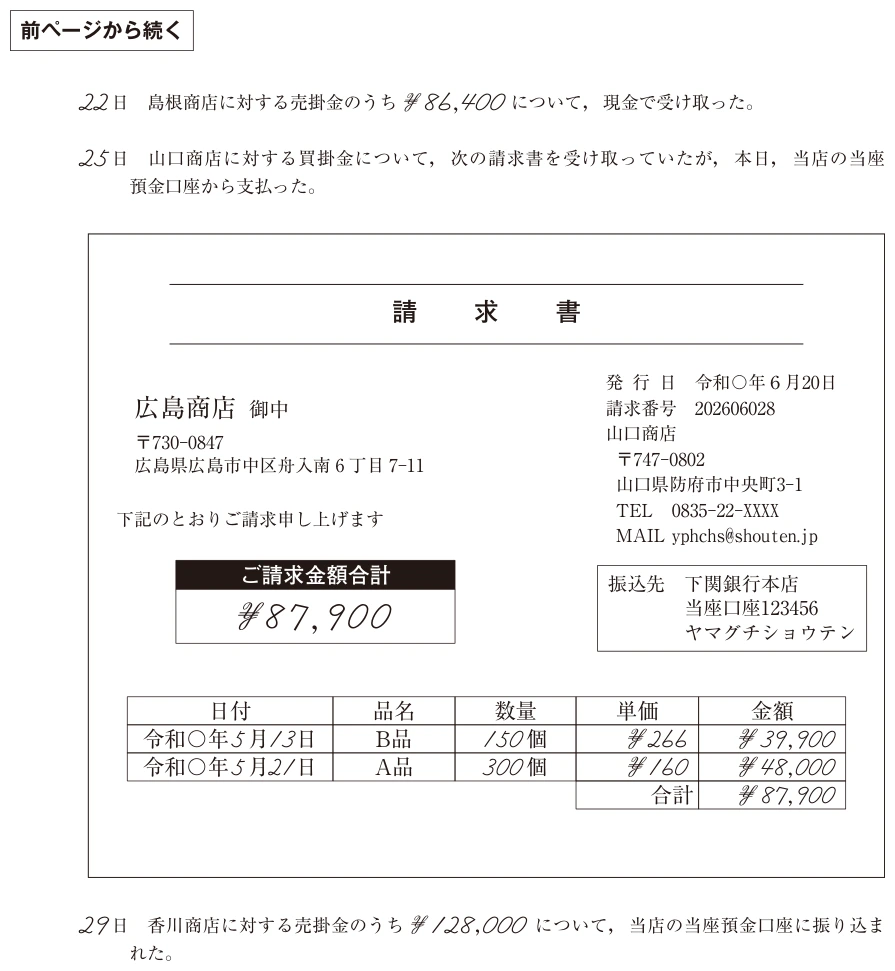 前ページから続く
22日　島根商店に対する売掛金のうち¥86,400について，現金で受け取った。
25日　山口商店に対する買掛金について，次の請求書を受け取っていたが，本日，当店の当座
預金口座から支払った。
請求書
発行日　令和〇年6月20日
請求番号　202606028
山口商店
〒747-0802
山口県防府市中央町3-1
TEL　0835-22-XXXX
MAIL yphchs@shouten.jp
広島商店 御中
〒730-0847
広島県広島市中区舟入南6丁目7-11
下記のとおりご請求申し上げます
ご請求金額合計
¥87,900
振込先　下関銀行本店
当座口座123456
ヤマグチショウテン
日付　品名　数量　単価　金額
令和〇年5月13日　B品　150個　¥266　¥39,900
令和〇年5月21日　A品　300個　¥160　¥48,000
合計　¥87,900
29日　香川商店に対する売掛金のうち¥128,000について，当店の当座預金口座に振り込ま
れた。